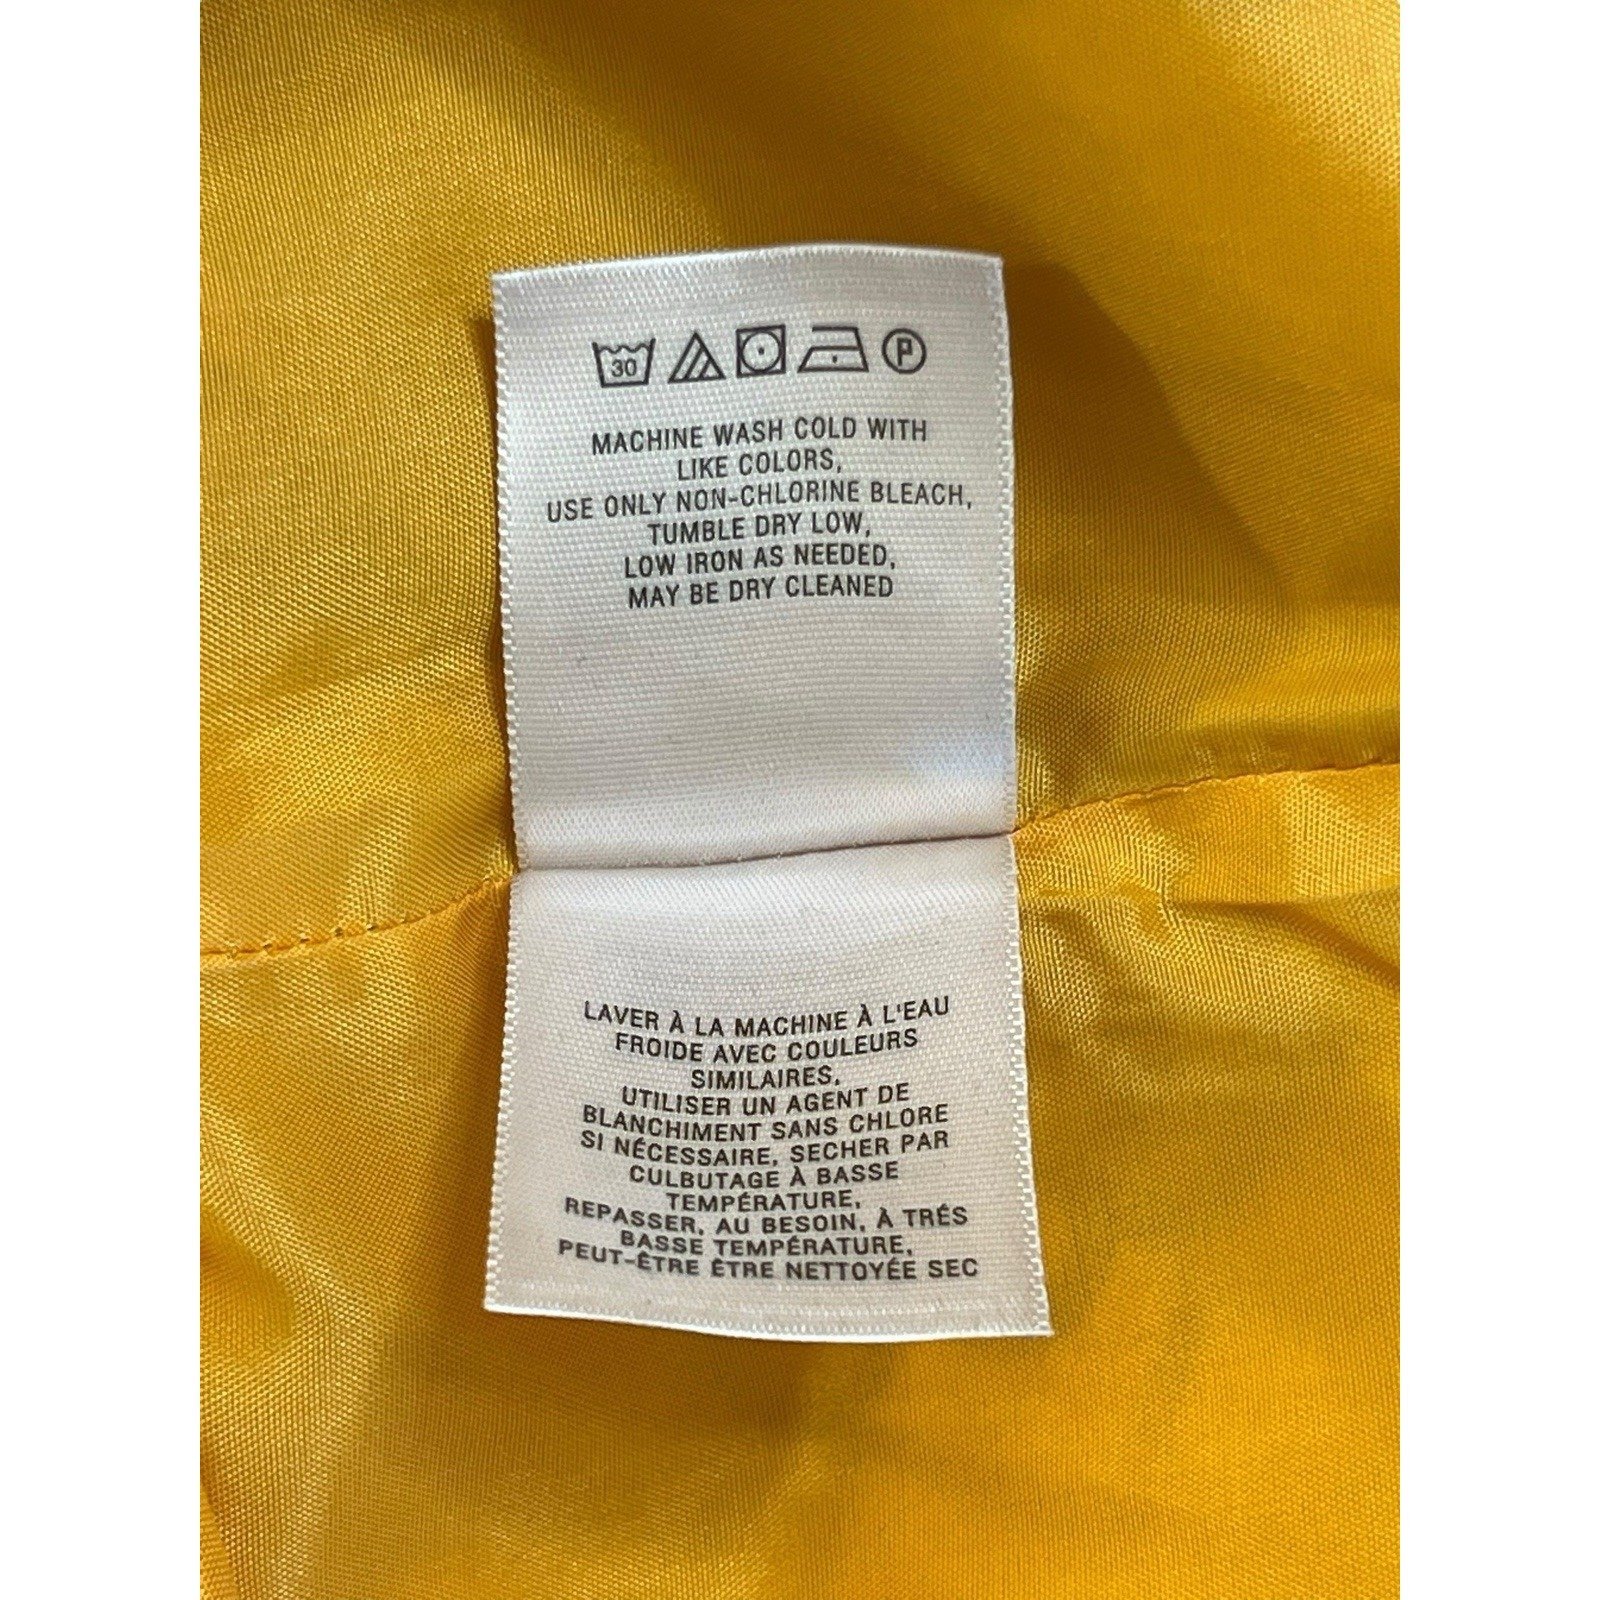 30 P
MACHINE WASH COLD WITH
LIKE COLORS,
USE ONLY NON-CHLORINE BLEACH,
TUMBLE DRY LOW,
LOW IRON AS NEEDED,
MAY BE DRY CLEANED
LAVER À LA MACHINE À L'EAU
FROIDE AVEC COULEURS
SIMILAIRES,
UTILISER UN AGENT DE
BLANCHIMENT SANS CHLORE
SI NÉCESSAIRE, SECHER PAR
CULBUTAGE À BASSE
TEMPÉRATURE,
REPASSER, AU BESOIN, À TRÉS
BASSE TEMPÉRATURE,
PEUT-ÊTRE ÊTRE NETTOYÉE SEC